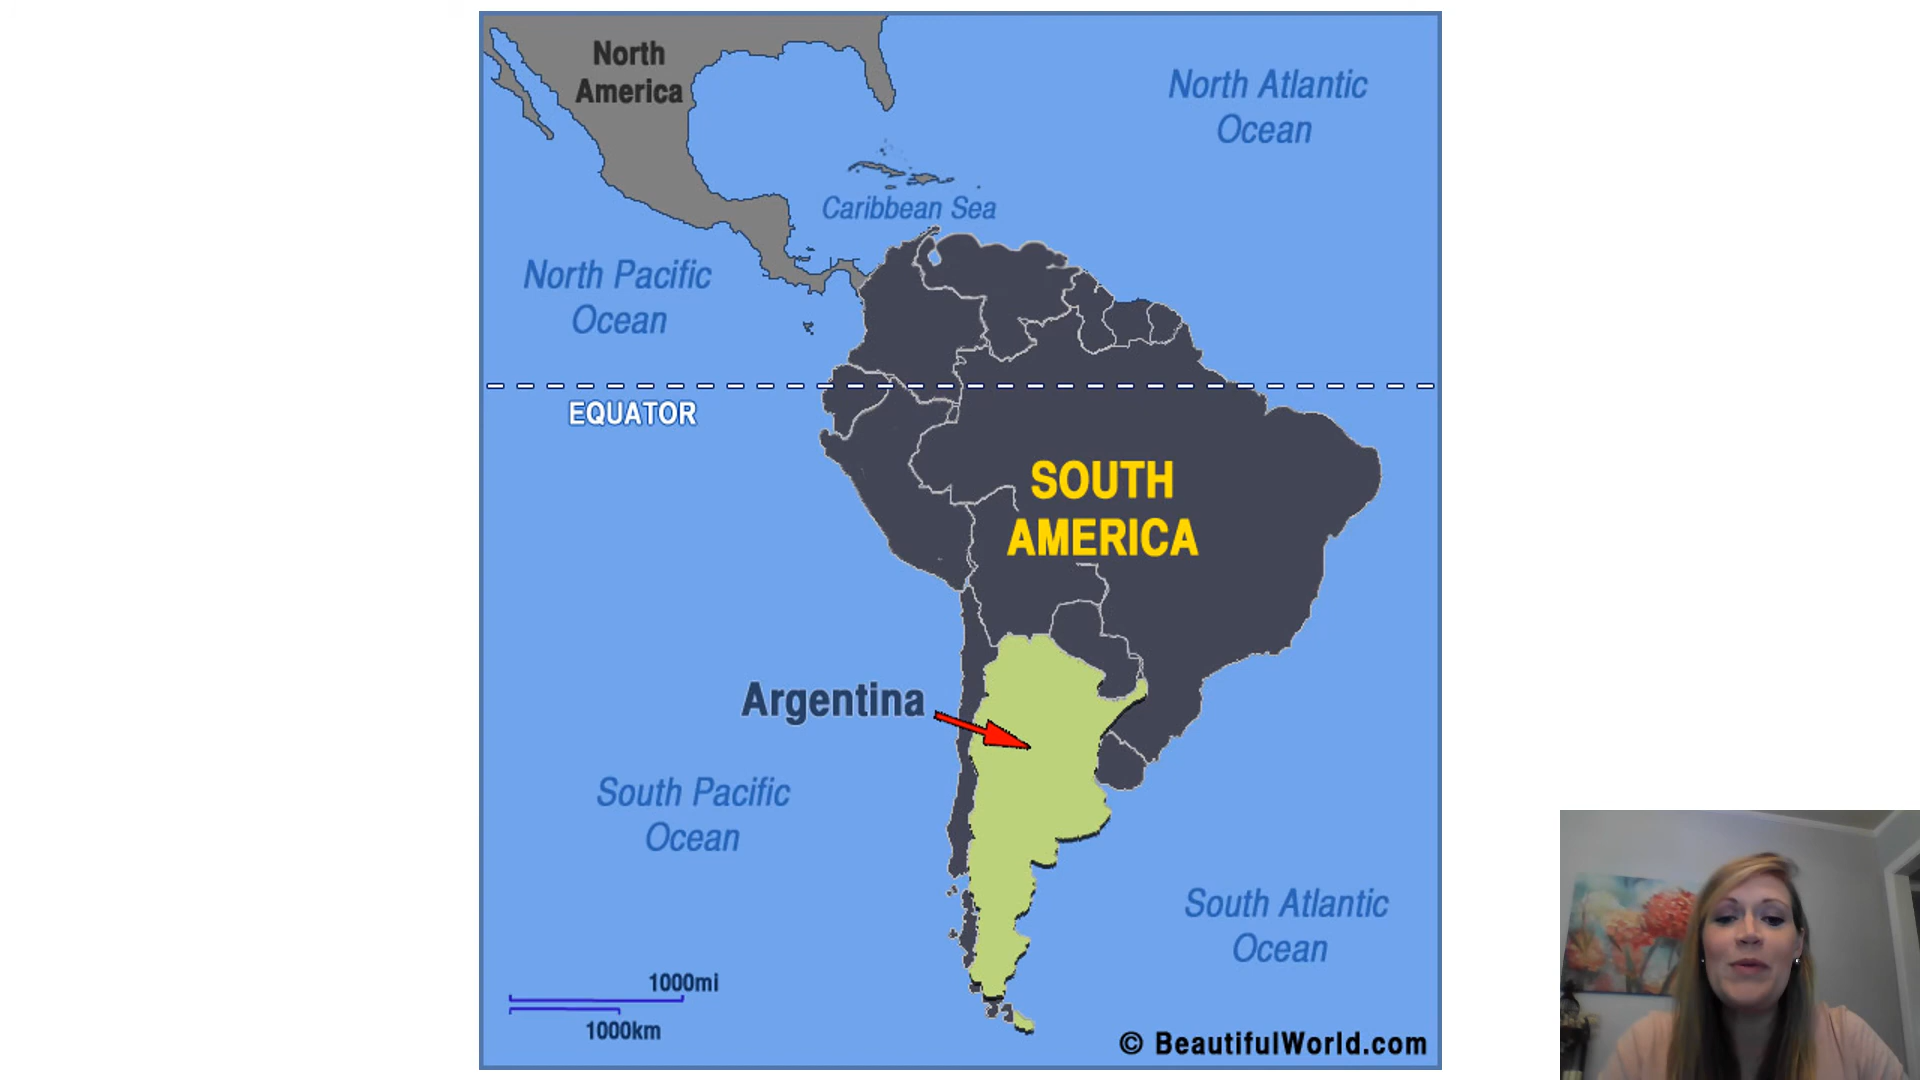 North
America
North Atlantic
Ocean
Caribbean Sea
North Pacific
Ocean
EQUATOR
SOUTH
AMERICA
Argentina
South Pacific
Ocean
South Atlantic
Ocean
1000mi
1000km
© BeautifulWorld.com